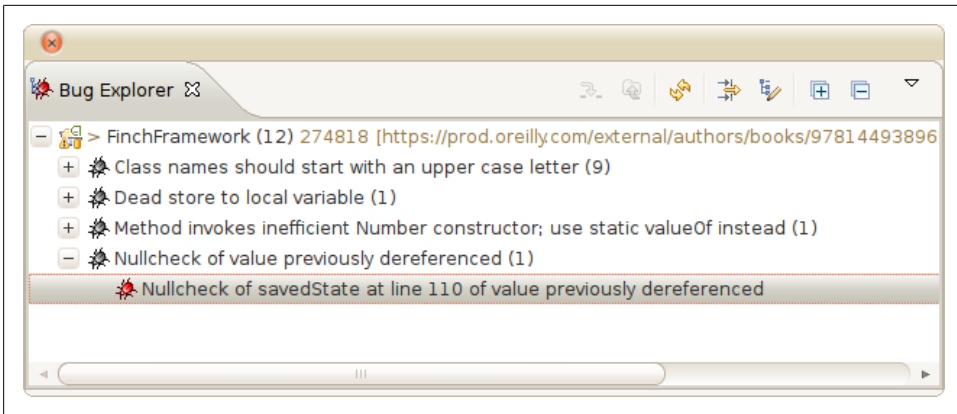 Bug Explorer
> FinchFramework (12) 274818 [https://prod.oreilly.com/external/authors/books/97814493896
Class names should start with an upper case letter (9)
Dead store to local variable (1)
Method invokes inefficient Number constructor; use static valueOf instead (1)
Nullcheck of value previously dereferenced (1)
Nullcheck of savedState at line 110 of value previously dereferenced